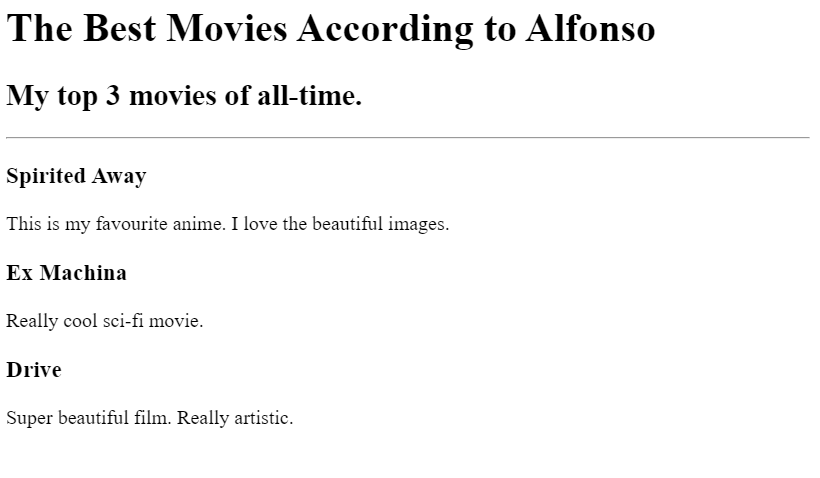 The Best Movies According to Alfonso
My top 3 movies of all-time.
Spirited Away
This is my favourite anime. I love the beautiful images.
Ex Machina
Really cool sci-fi movie.
Drive
Super beautiful film. Really artistic.